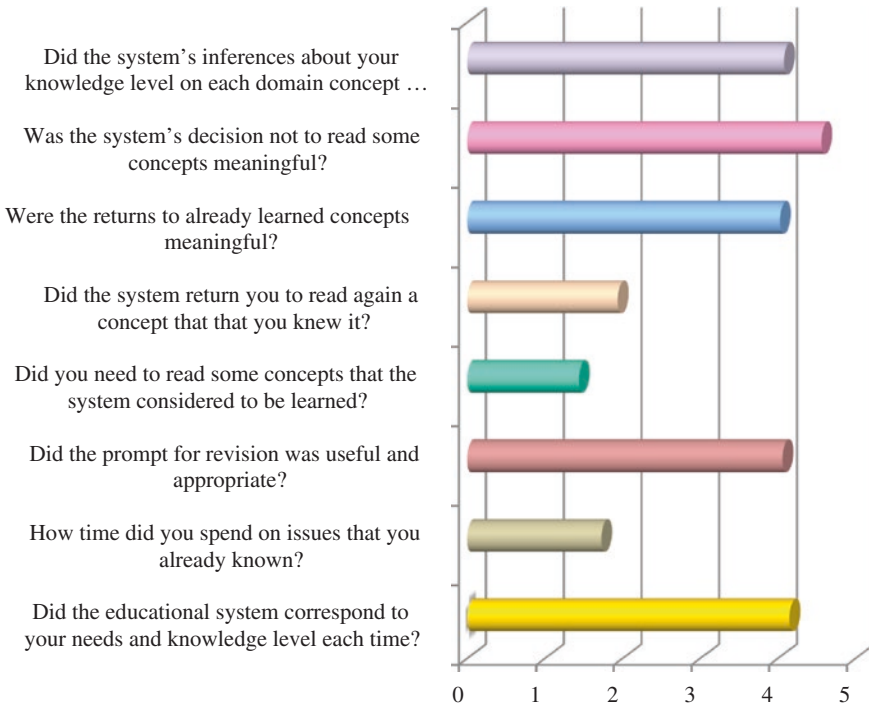 Did the system’s inferences about your
knowledge level on each domain concept …
Was the system’s decision not to read some
concepts meaningful?
Were the returns to already learned concepts
meaningful?
Did the system return you to read again a
concept that that you knew it?
Did you need to read some concepts that the
system considered to be learned?
Did the prompt for revision was useful and
appropriate?
How time did you spend on issues that you
already known?
Did the educational system correspond to
your needs and knowledge level each time?
0 1 2 3 4 5